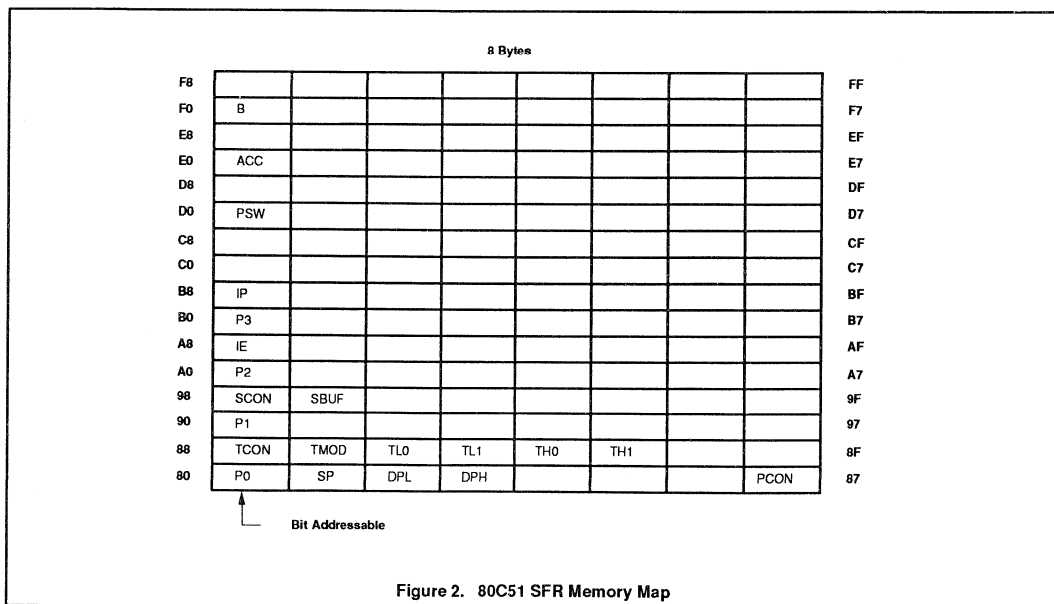 8 Bytes
F8 FF
F0 B F7
E8 EF
E0 ACC E7
D8 DF
D0 PSW D7
C8 CF
C0 C7
B8 IP BF
B0 P3 B7
A8 IE AF
A0 P2 A7
98 SCON SBUF 9F
90 P1 97
88 TCON TMOD TL0 TL1 TH0 TH1 8F
80 P0 SP DPL DPH PCON 87
Bit Addressable
Figure 2. 80C51 SFR Memory Map